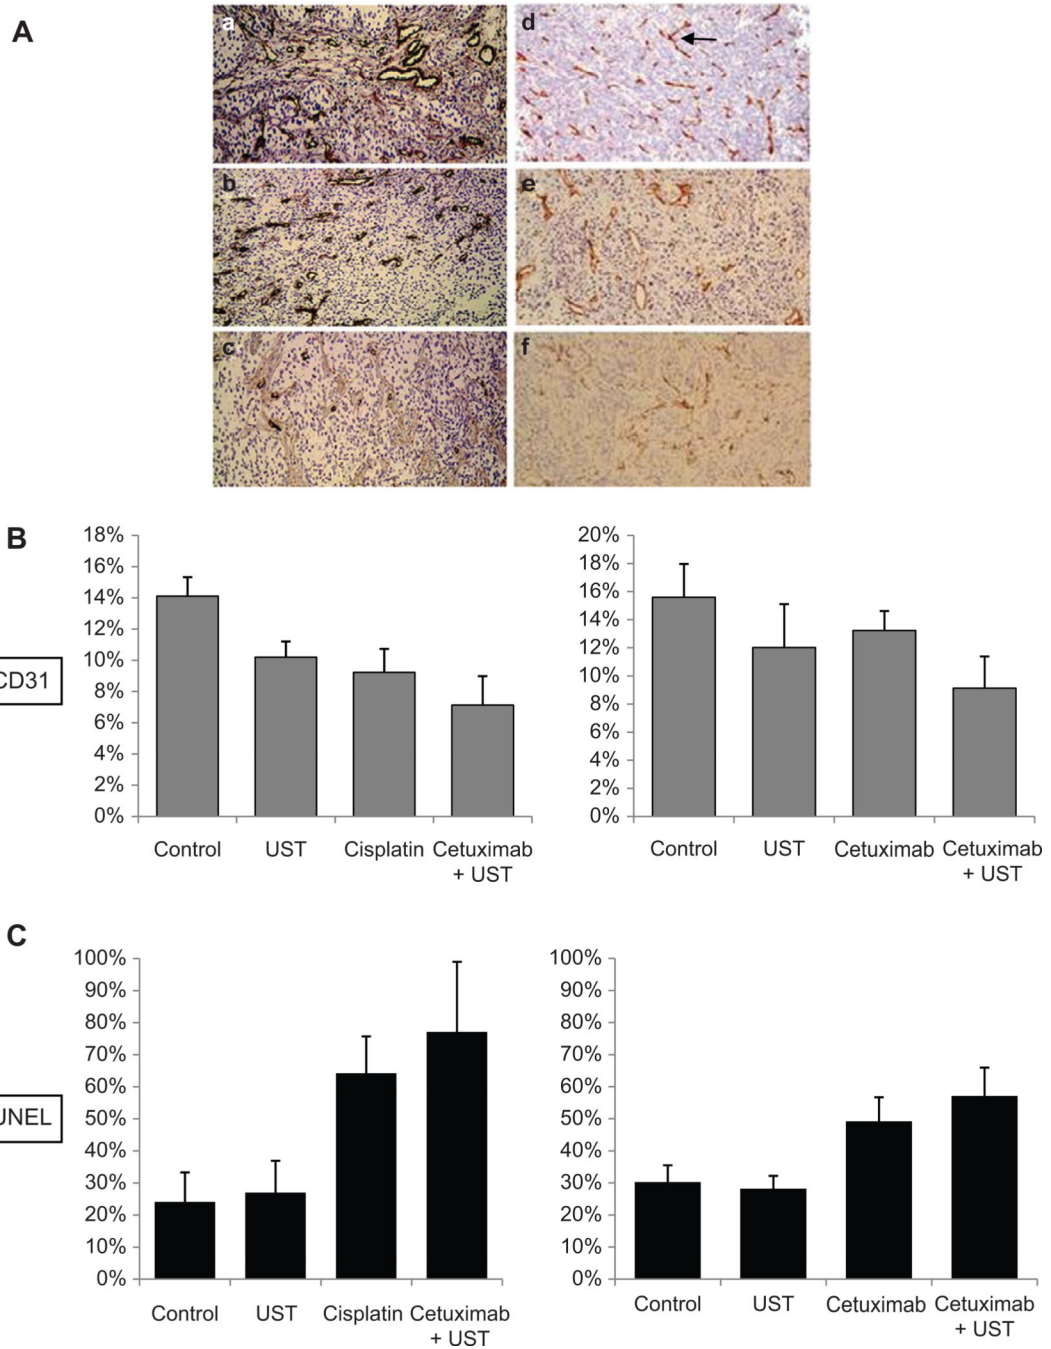 A
a
d
b
e
c
f
B
18%
16%
14%
12%
10%
8%
6%
4%
2%
0%
Control UST Cisplatin Cetuximab
+ UST
20%
18%
16%
14%
12%
10%
8%
6%
4%
2%
0%
Control UST Cetuximab Cetuximab
+ UST
CD31
C
100%
90%
80%
70%
60%
50%
40%
30%
20%
10%
0%
Control UST Cisplatin Cetuximab
+ UST
100%
90%
80%
70%
60%
50%
40%
30%
20%
10%
0%
Control UST Cetuximab Cetuximab
+ UST
UNEL